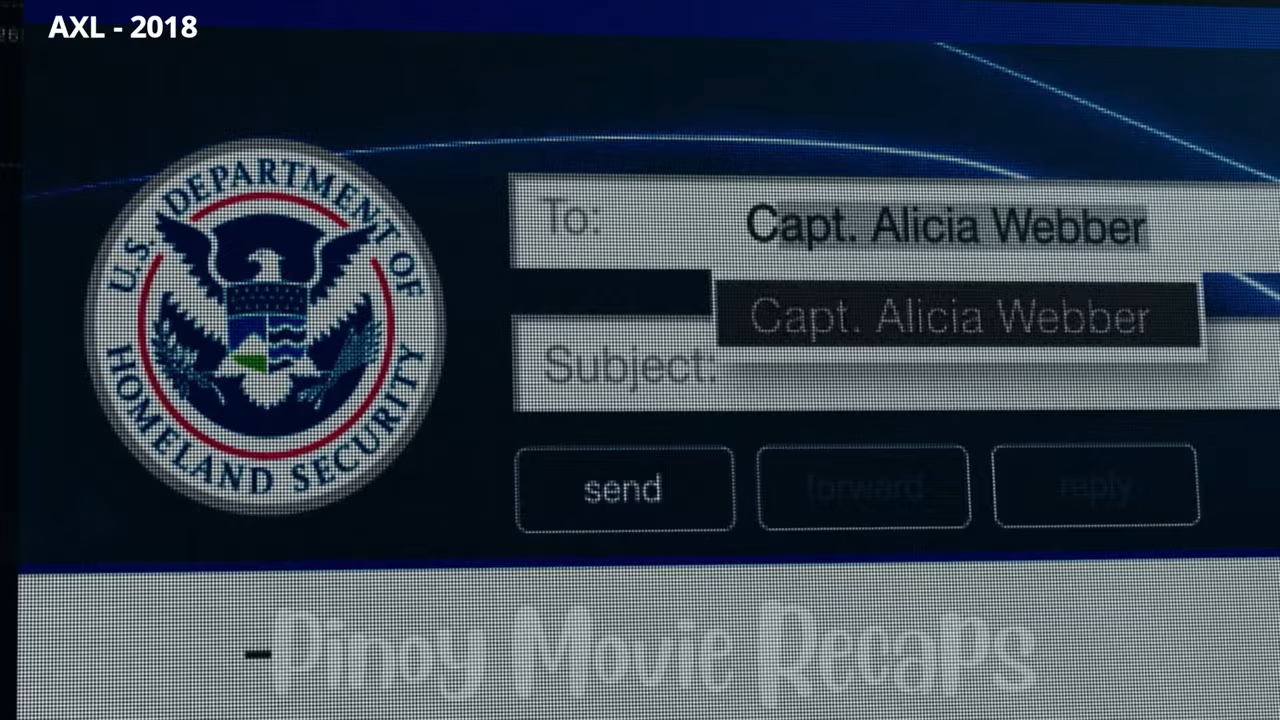 AXL - 2018
U.S. DEPARTMENT OF
HOMELAND SECURITY
To: Capt. Alicia Webber
Capt. Alicia Webber
Subject:
send forward reply
Pinoy Movie Recaps